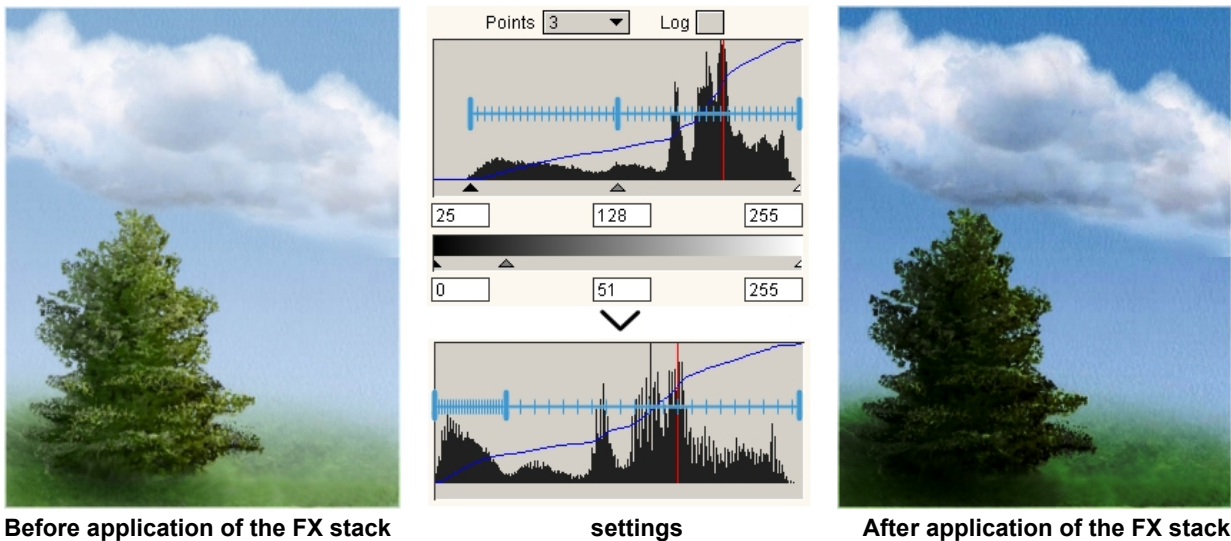 Points 3 Log
25 128 255
0 51 255
Before application of the FX stack settings After application of the FX stack